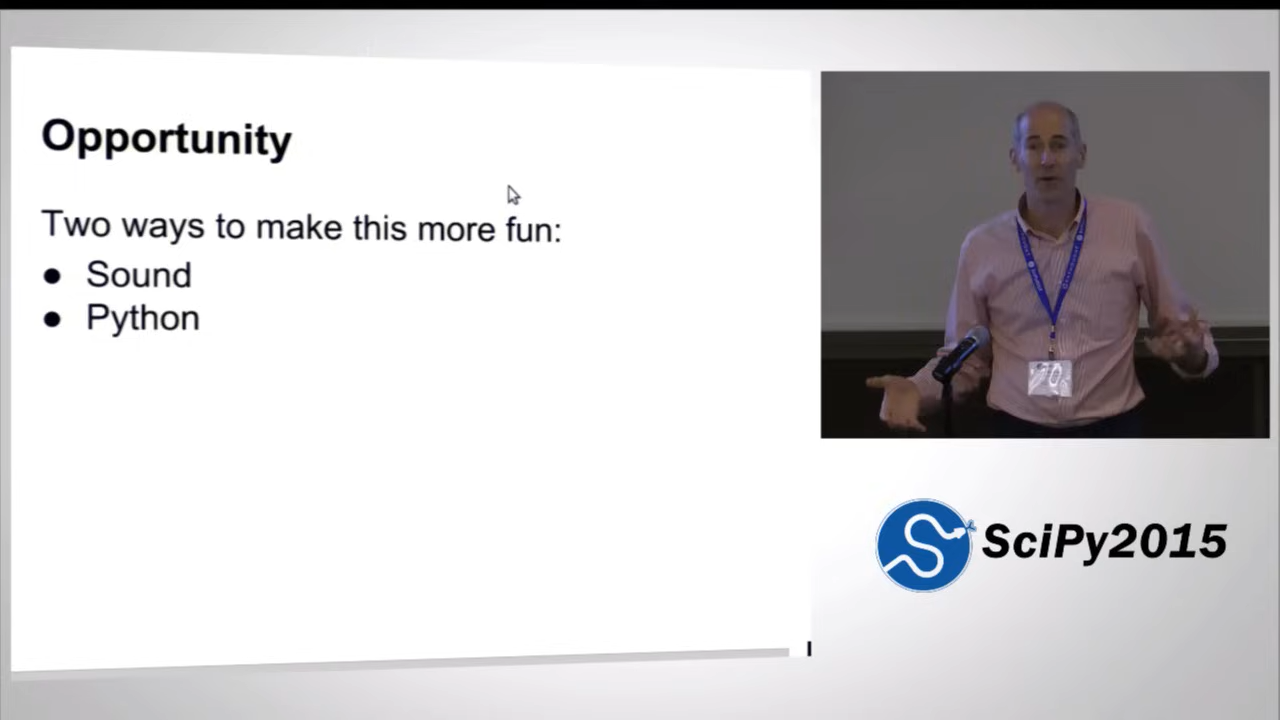 Opportunity
Two ways to make this more fun:
● Sound
● Python
SciPy2015